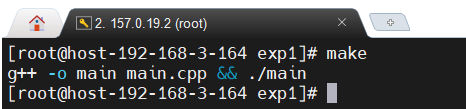 2. 157.0.19.2 (root)
[root@host-192-168-3-164 exp1]# make
g++ -o main main.cpp && ./main
[root@host-192-168-3-164 exp1]#